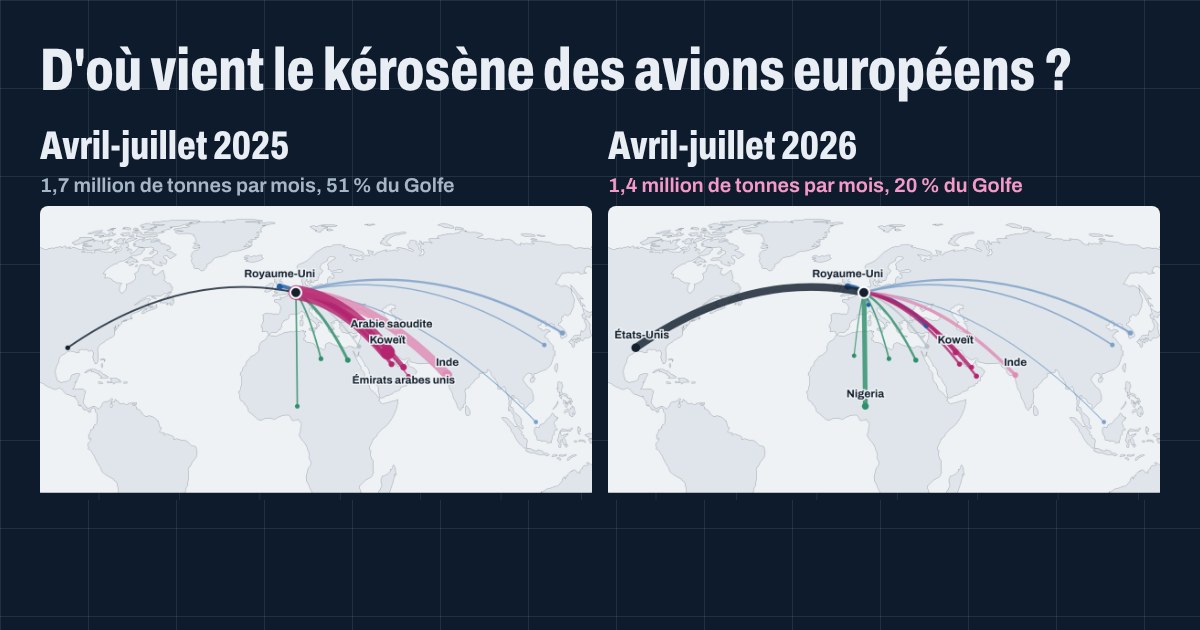 D'où vient le kérosène des avions européens ?
Avril-juillet 2025
1,7 million de tonnes par mois, 51 % du Golfe
Royaume-Uni
Arabie saoudite
Koweït
Inde
Émirats arabes unis
Avril-juillet 2026
1,4 million de tonnes par mois, 20 % du Golfe
Royaume-Uni
États-Unis
Koweït
Inde
Nigeria